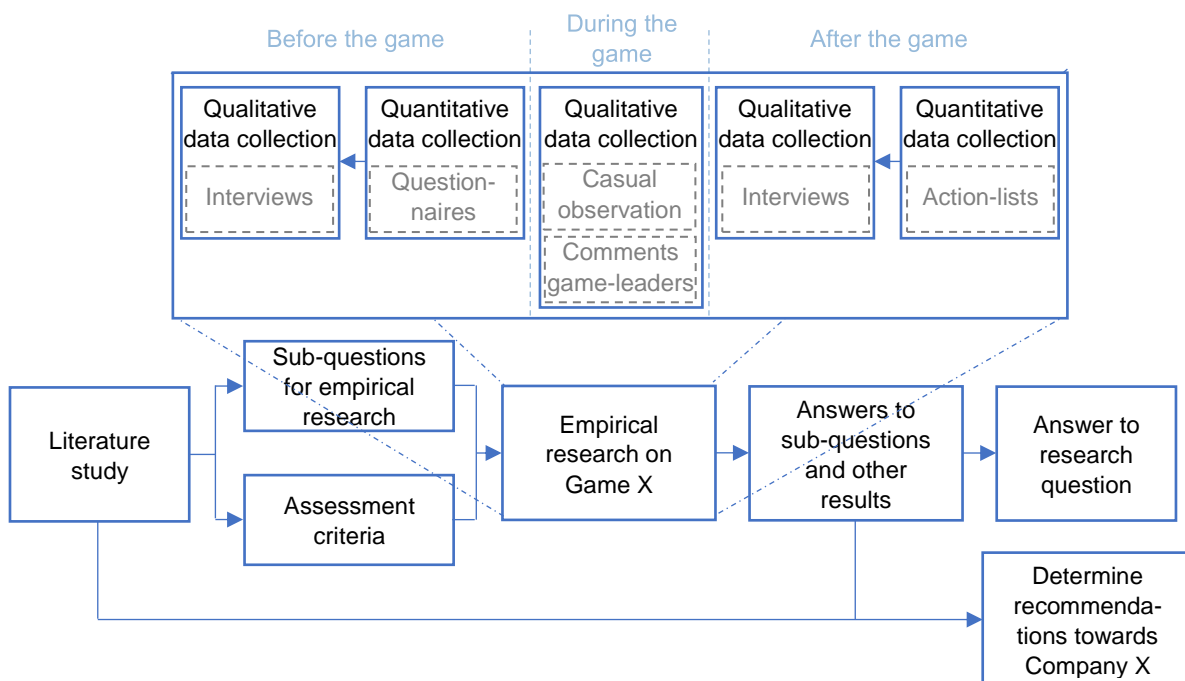 Before the game
During the
game
After the game
Qualitative
data collection
Interviews
Quantitative
data collection
Question-
naires
Qualitative
data collection
Casual
observation
Comments
game-leaders
Qualitative
data collection
Interviews
Quantitative
data collection
Action-lists
Literature
study
Sub-questions
for empirical
research
Assessment
criteria
Empirical
research on
Game X
Answers to
sub-questions
and other
results
Answer to
research
question
Determine
recommenda-
tions towards
Company X